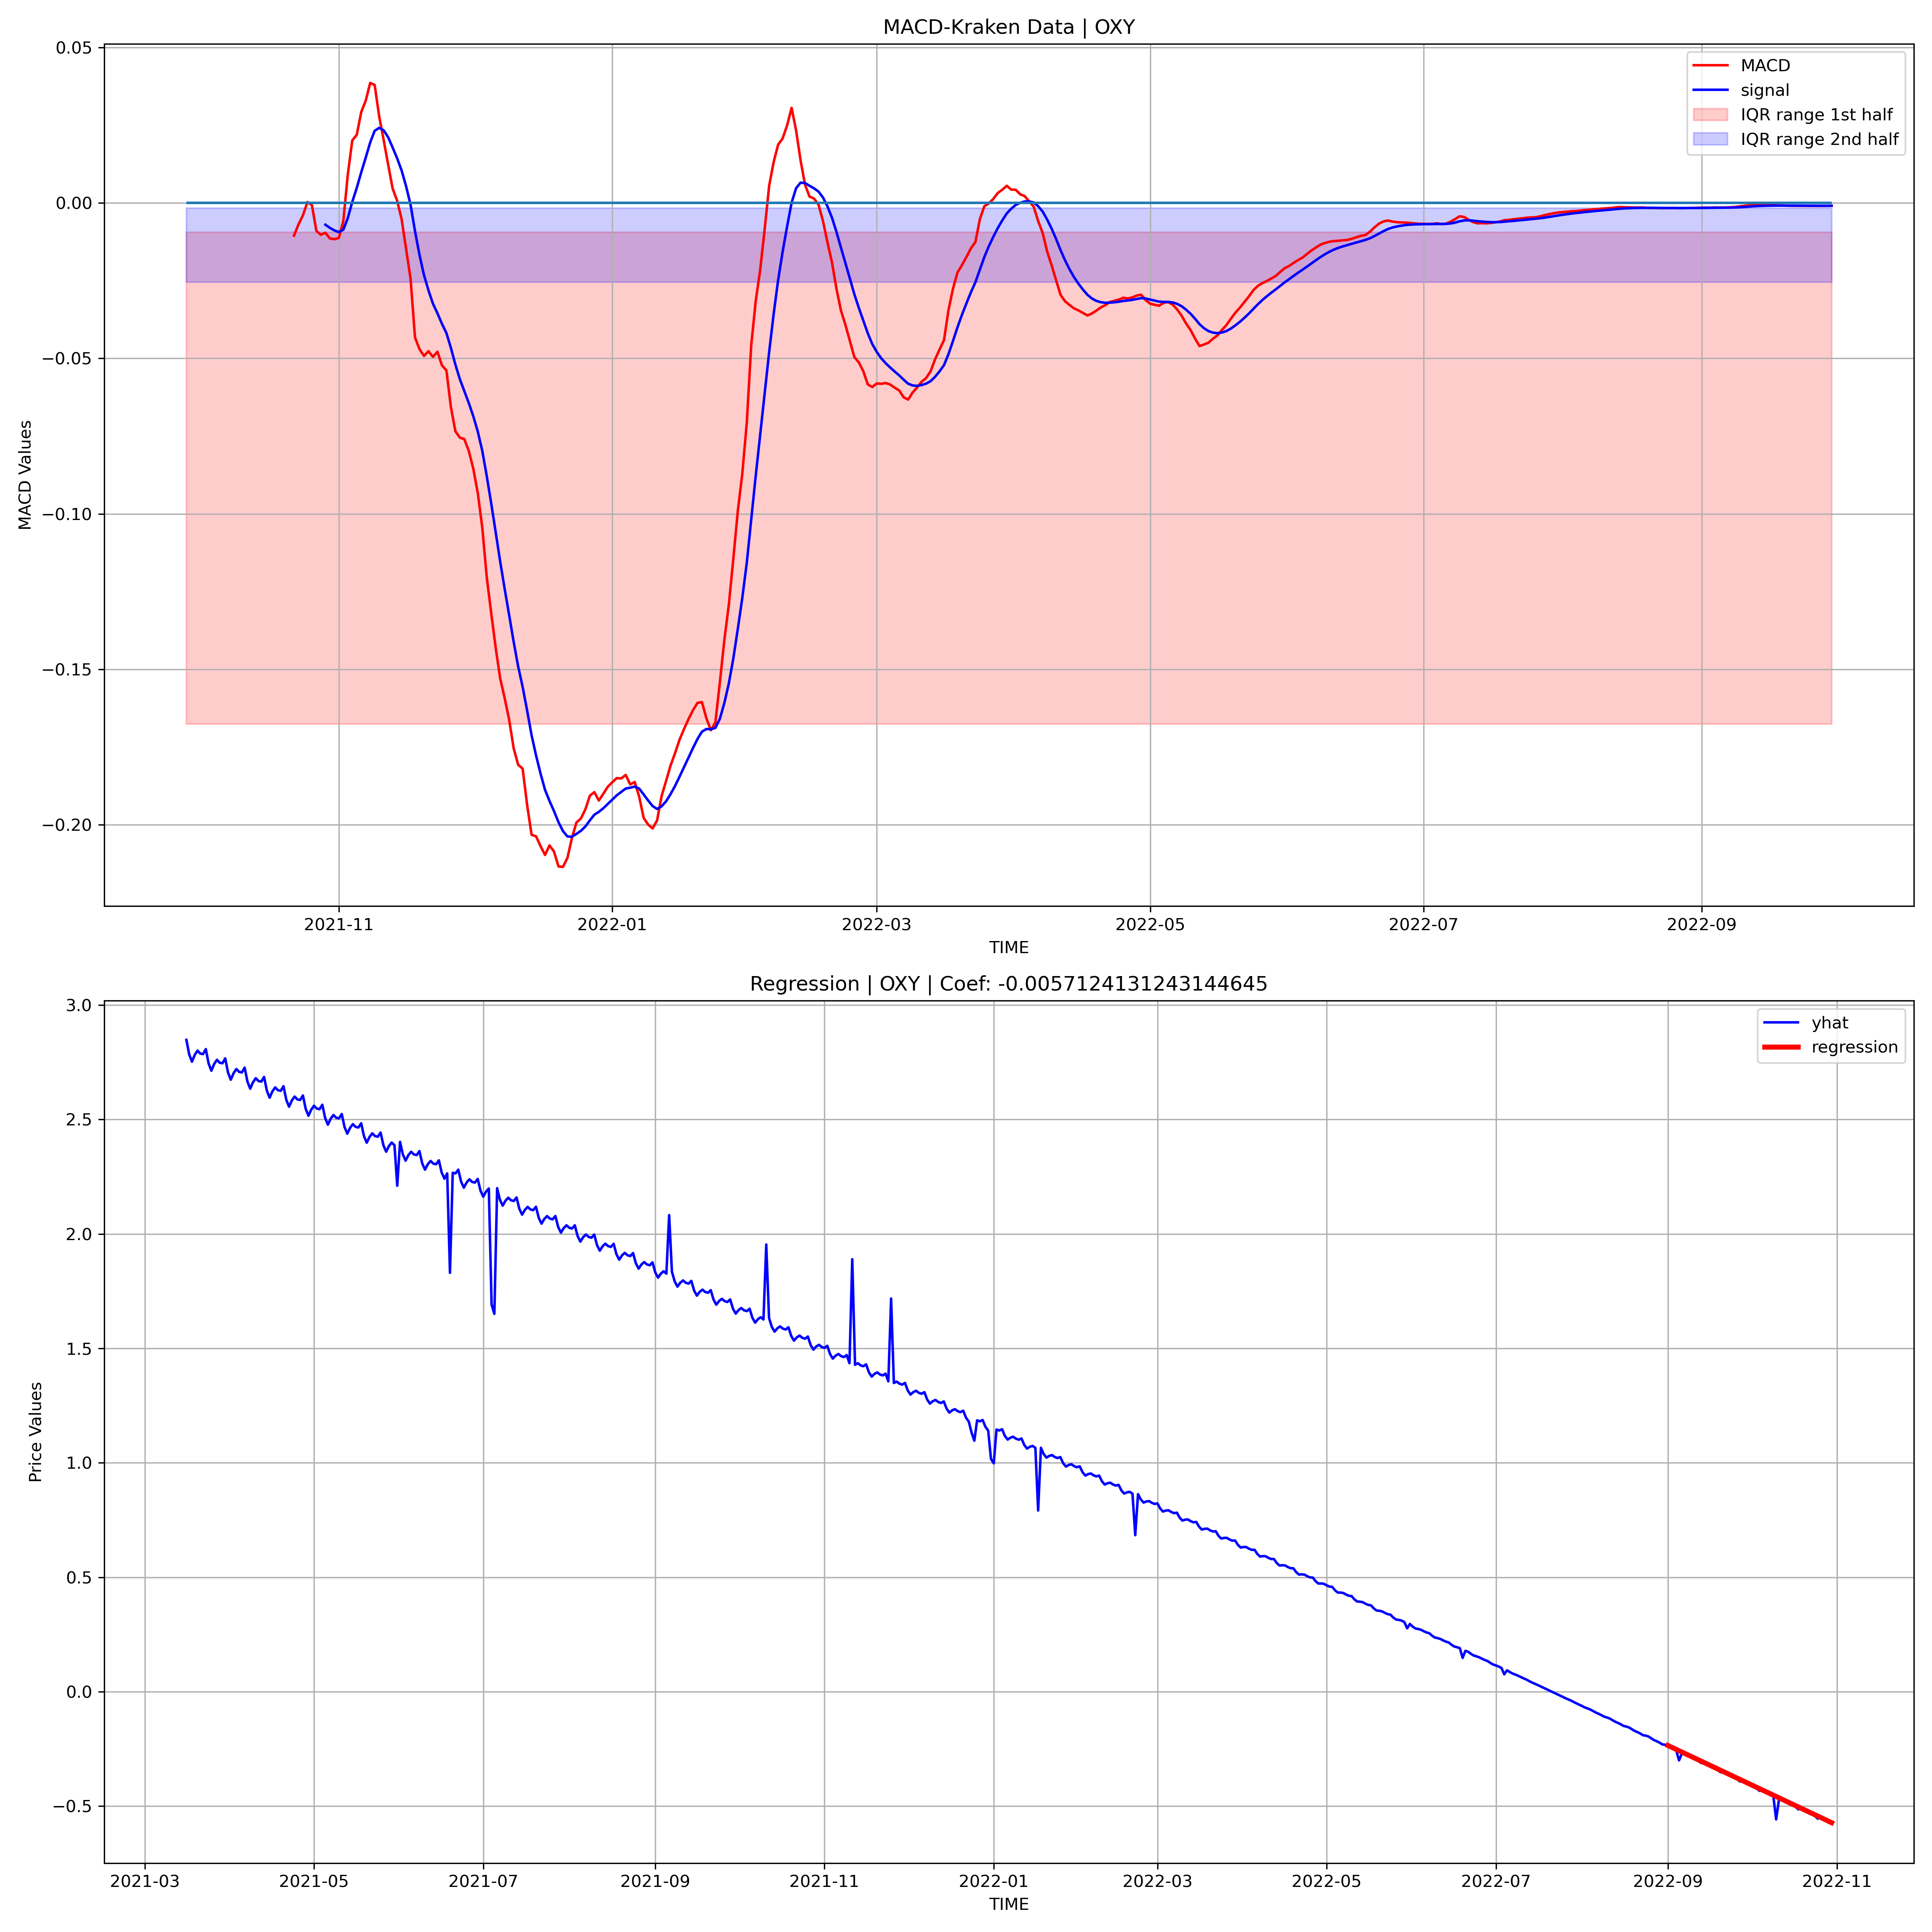 MACD-Kraken Data | OXY
0.05
0.00
−0.05
−0.10
−0.15
−0.20
MACD Values
MACD
signal
IQR range 1st half
IQR range 2nd half
2021-11 2022-01 2022-03 2022-05 2022-07 2022-09
TIME
Regression | OXY | Coef: -0.0057124131243144645
3.0
2.5
2.0
1.5
1.0
0.5
0.0
−0.5
Price Values
yhat
regression
2021-03 2021-05 2021-07 2021-09 2021-11 2022-01 2022-03 2022-05 2022-07 2022-09 2022-11
TIME